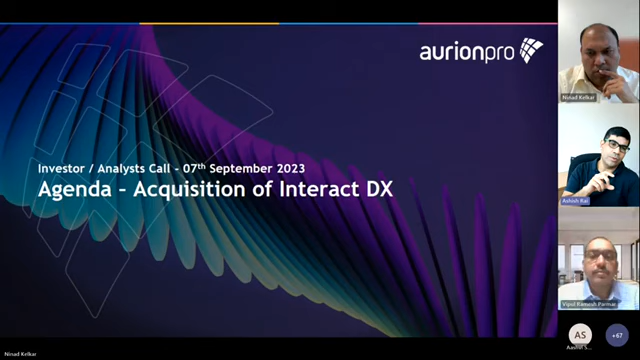 aurionpro
Investor / Analysts Call - 07th September 2023
Agenda – Acquisition of Interact DX
Ninad Kelkar
Ashish Rai
Vipul Ramesh Parmar
AS
+67
Ninad Kelkar